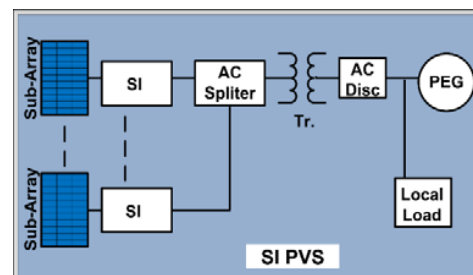 Sub-Array
SI
AC
Spliter
Tr.
AC
Disc
PEG
Sub-Array
SI
Local
Load
SI PVS